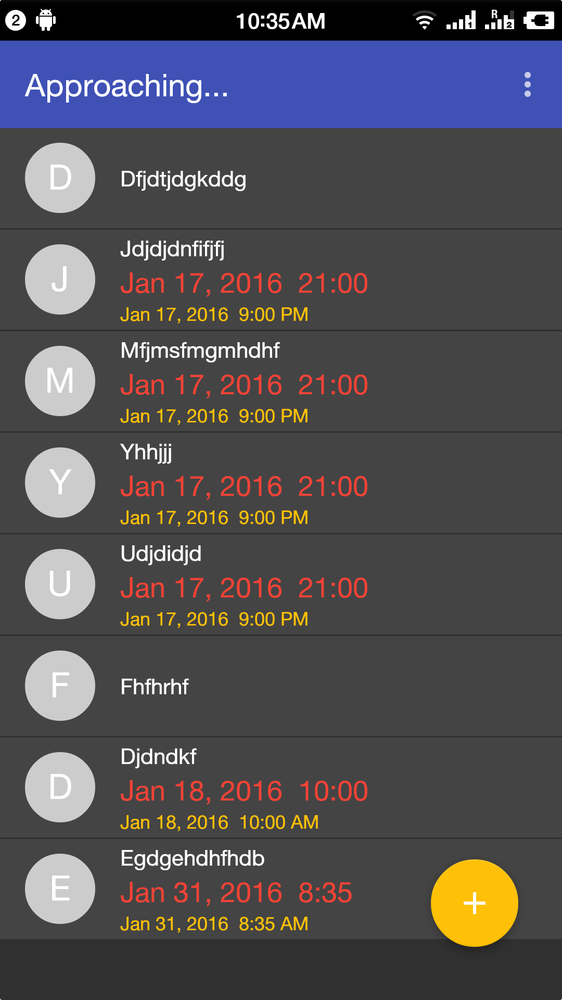 2 10:35AM R 1 2
Approaching...
D Dfjdtjdgkddg
Jdjdjdnfifjfj
J Jan 17, 2016 21:00
Jan 17, 2016 9:00 PM
Mfjmsfmgmhdhf
M Jan 17, 2016 21:00
Jan 17, 2016 9:00 PM
Yhhjjj
Y Jan 17, 2016 21:00
Jan 17, 2016 9:00 PM
Udjdidjd
U Jan 17, 2016 21:00
Jan 17, 2016 9:00 PM
F Fhfhrhf
Djdndkf
D Jan 18, 2016 10:00
Jan 18, 2016 10:00 AM
Egdgehdhfhdb
E Jan 31, 2016 8:35
Jan 31, 2016 8:35 AM